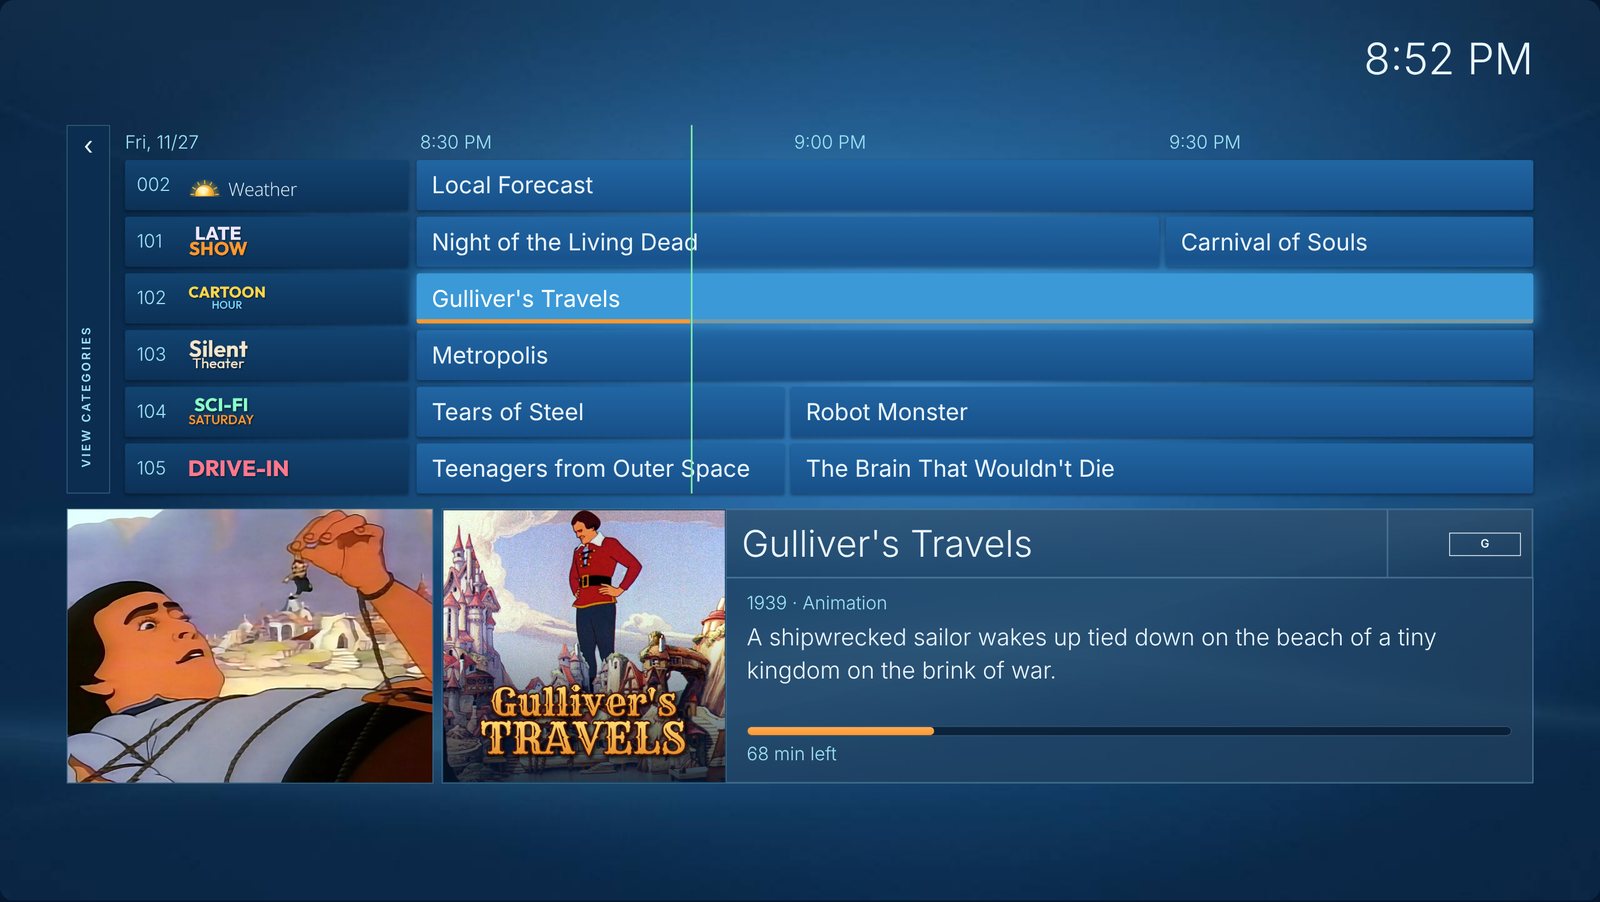 8:52 PM
Fri, 11/27
8:30 PM
9:00 PM
9:30 PM
VIEW CATEGORIES
002
Weather
Local Forecast
101
LATE
SHOW
Night of the Living Dead
Carnival of Souls
102
CARTOON
HOUR
Gulliver's Travels
103
Silent
Theater
Metropolis
104
SCI-FI
SATURDAY
Tears of Steel
Robot Monster
105
DRIVE-IN
Teenagers from Outer Space
The Brain That Wouldn't Die
Gulliver's
TRAVELS
Gulliver's Travels
G
1939 · Animation
A shipwrecked sailor wakes up tied down on the beach of a tiny
kingdom on the brink of war.
68 min left